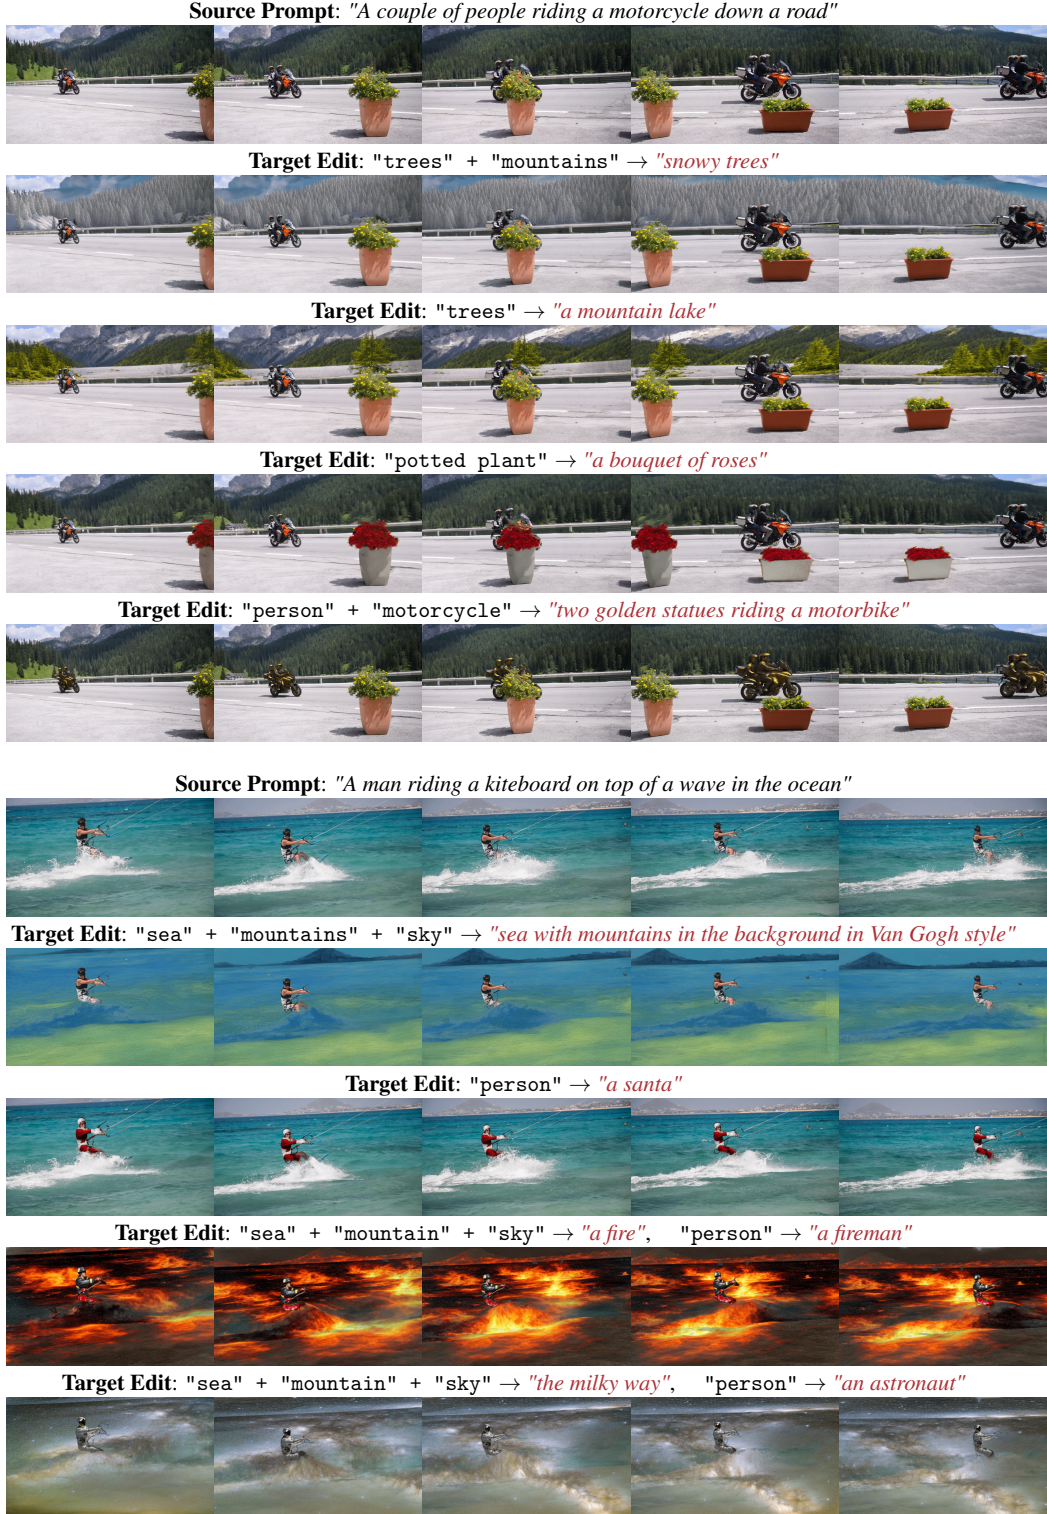 Source Prompt: "A couple of people riding a motorcycle down a road"
Target Edit: "trees" + "mountains" → "snowy trees"
Target Edit: "trees" → "a mountain lake"
Target Edit: "potted plant" → "a bouquet of roses"
Target Edit: "person" + "motorcycle" → "two golden statues riding a motorbike"
Source Prompt: "A man riding a kiteboard on top of a wave in the ocean"
Target Edit: "sea" + "mountains" + "sky" → "sea with mountains in the background in Van Gogh style"
Target Edit: "person" → "a santa"
Target Edit: "sea" + "mountain" + "sky" → "a fire", "person" → "a fireman"
Target Edit: "sea" + "mountain" + "sky" → "the milky way", "person" → "an astronaut"